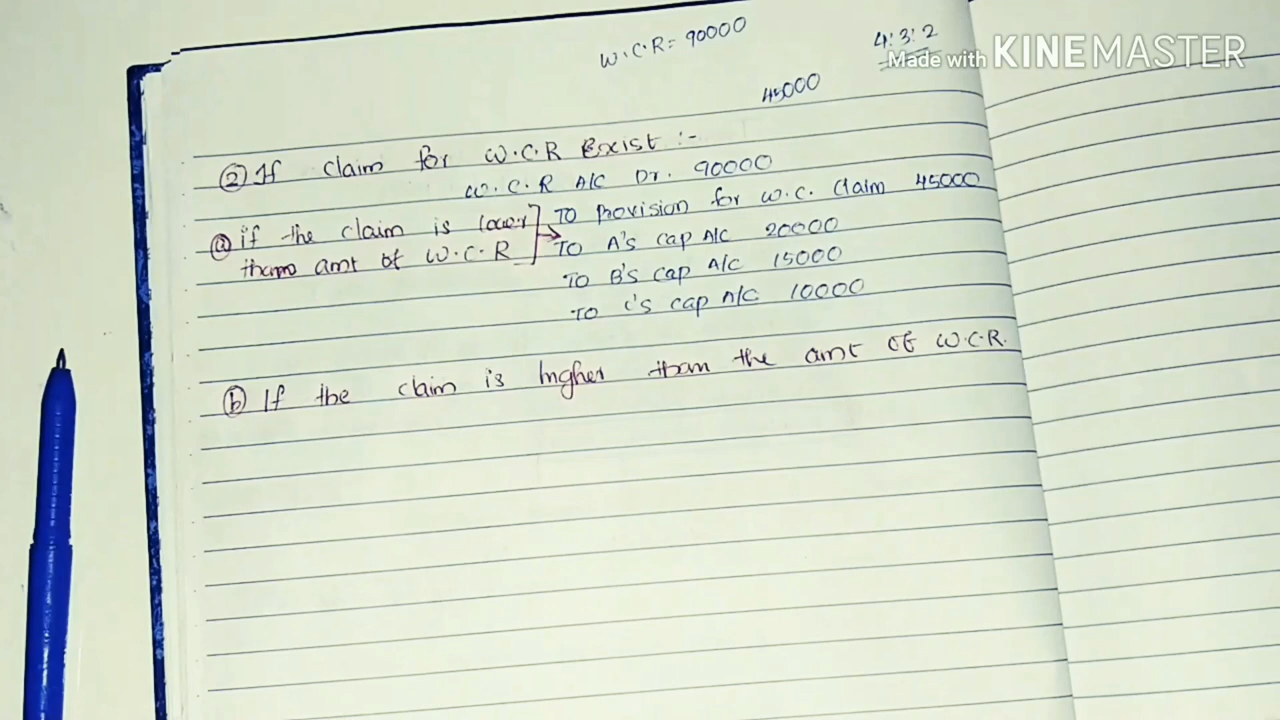 W.C.R = 90000
4:3:2
Made with KINEMASTER
45000
② If claim for W.C.R Exist :-
W.C.R A/C Dr. 90000
ⓐ if the claim is lower] TO Provision for W.C. Claim 45000
than amt of W.C.R → TO A's Cap A/C 20000
TO B's Cap A/C 15000
TO C's Cap A/C 10000
ⓑ If the claim is higher than the amt of W.C.R.